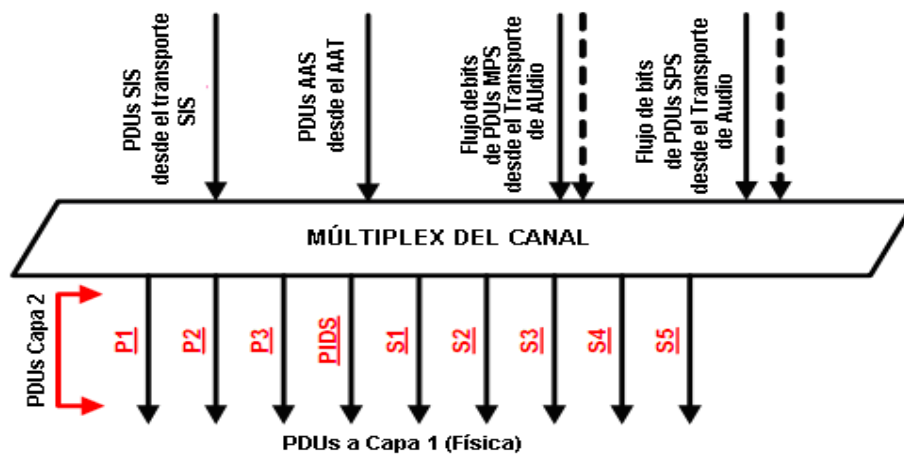 PDUs SIS
desde el transporte
SIS
PDUs AAS
desde el AAT
Flujo de bits
de PDUs MPS
desde el Transporte
de AUdio
Flujo de bits
de PDUs SPS
desde el Transporte
de Audio
MÚLTIPLEX DEL CANAL
PDUs Capa 2
P1
P2
P3
PIDS
S1
S2
S3
S4
S5
PDUs a Capa 1 (Física)